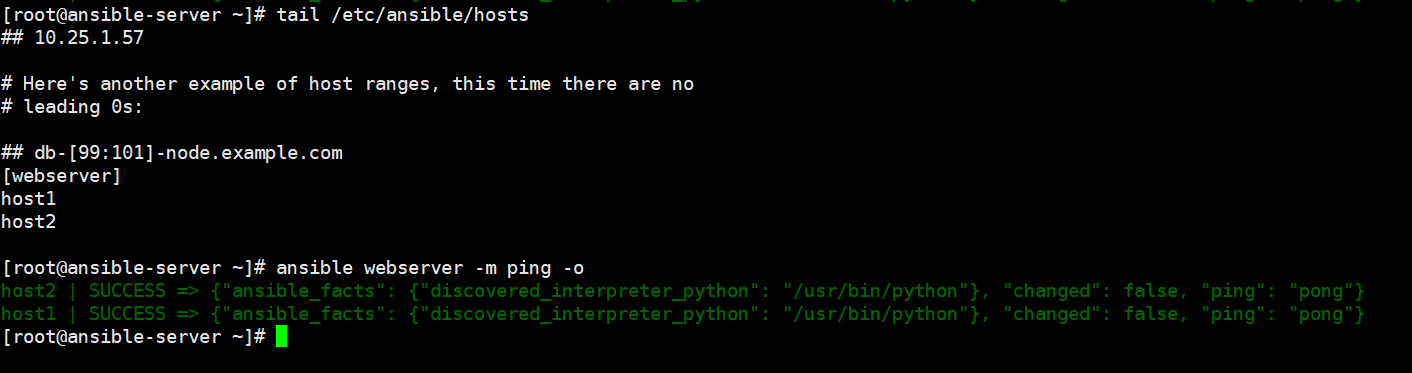 [root@ansible-server ~]# tail /etc/ansible/hosts
## 10.25.1.57
# Here's another example of host ranges, this time there are no
# leading 0s:
## db-[99:101]-node.example.com
[webserver]
host1
host2
[root@ansible-server ~]# ansible webserver -m ping -o
host2 | SUCCESS => {"ansible_facts": {"discovered_interpreter_python": "/usr/bin/python"}, "changed": false, "ping": "pong"}
host1 | SUCCESS => {"ansible_facts": {"discovered_interpreter_python": "/usr/bin/python"}, "changed": false, "ping": "pong"}
[root@ansible-server ~]#